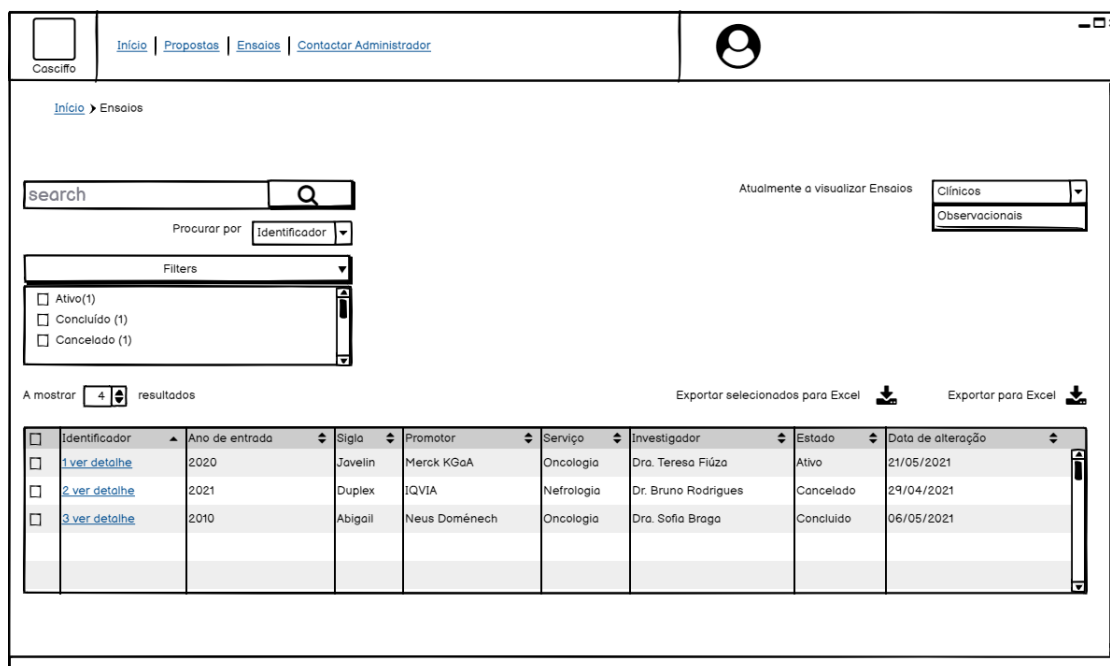 Casciffo
Início Propostas Ensaios Contactar Administrador
Início Ensaios
search
Atualmente a visualizar Ensaios Clínicos
Observacionais
Procurar por Identificador
Filters
Ativo(1)
Concluído (1)
Cancelado (1)
A mostrar 4 resultados
Exportar selecionados para Excel Exportar para Excel
Identificador Ano de entrada Sigla Promotor Serviço Investigador Estado Data de alteração
1 ver detalhe 2020 Javelin Merck KGaA Oncologia Dra. Teresa Fiúza Ativo 21/05/2021
2 ver detalhe 2021 Duplex IQVIA Nefrologia Dr. Bruno Rodrigues Cancelado 29/04/2021
3 ver detalhe 2010 Abigail Neus Doménech Oncologia Dra. Sofia Braga Concluido 06/05/2021